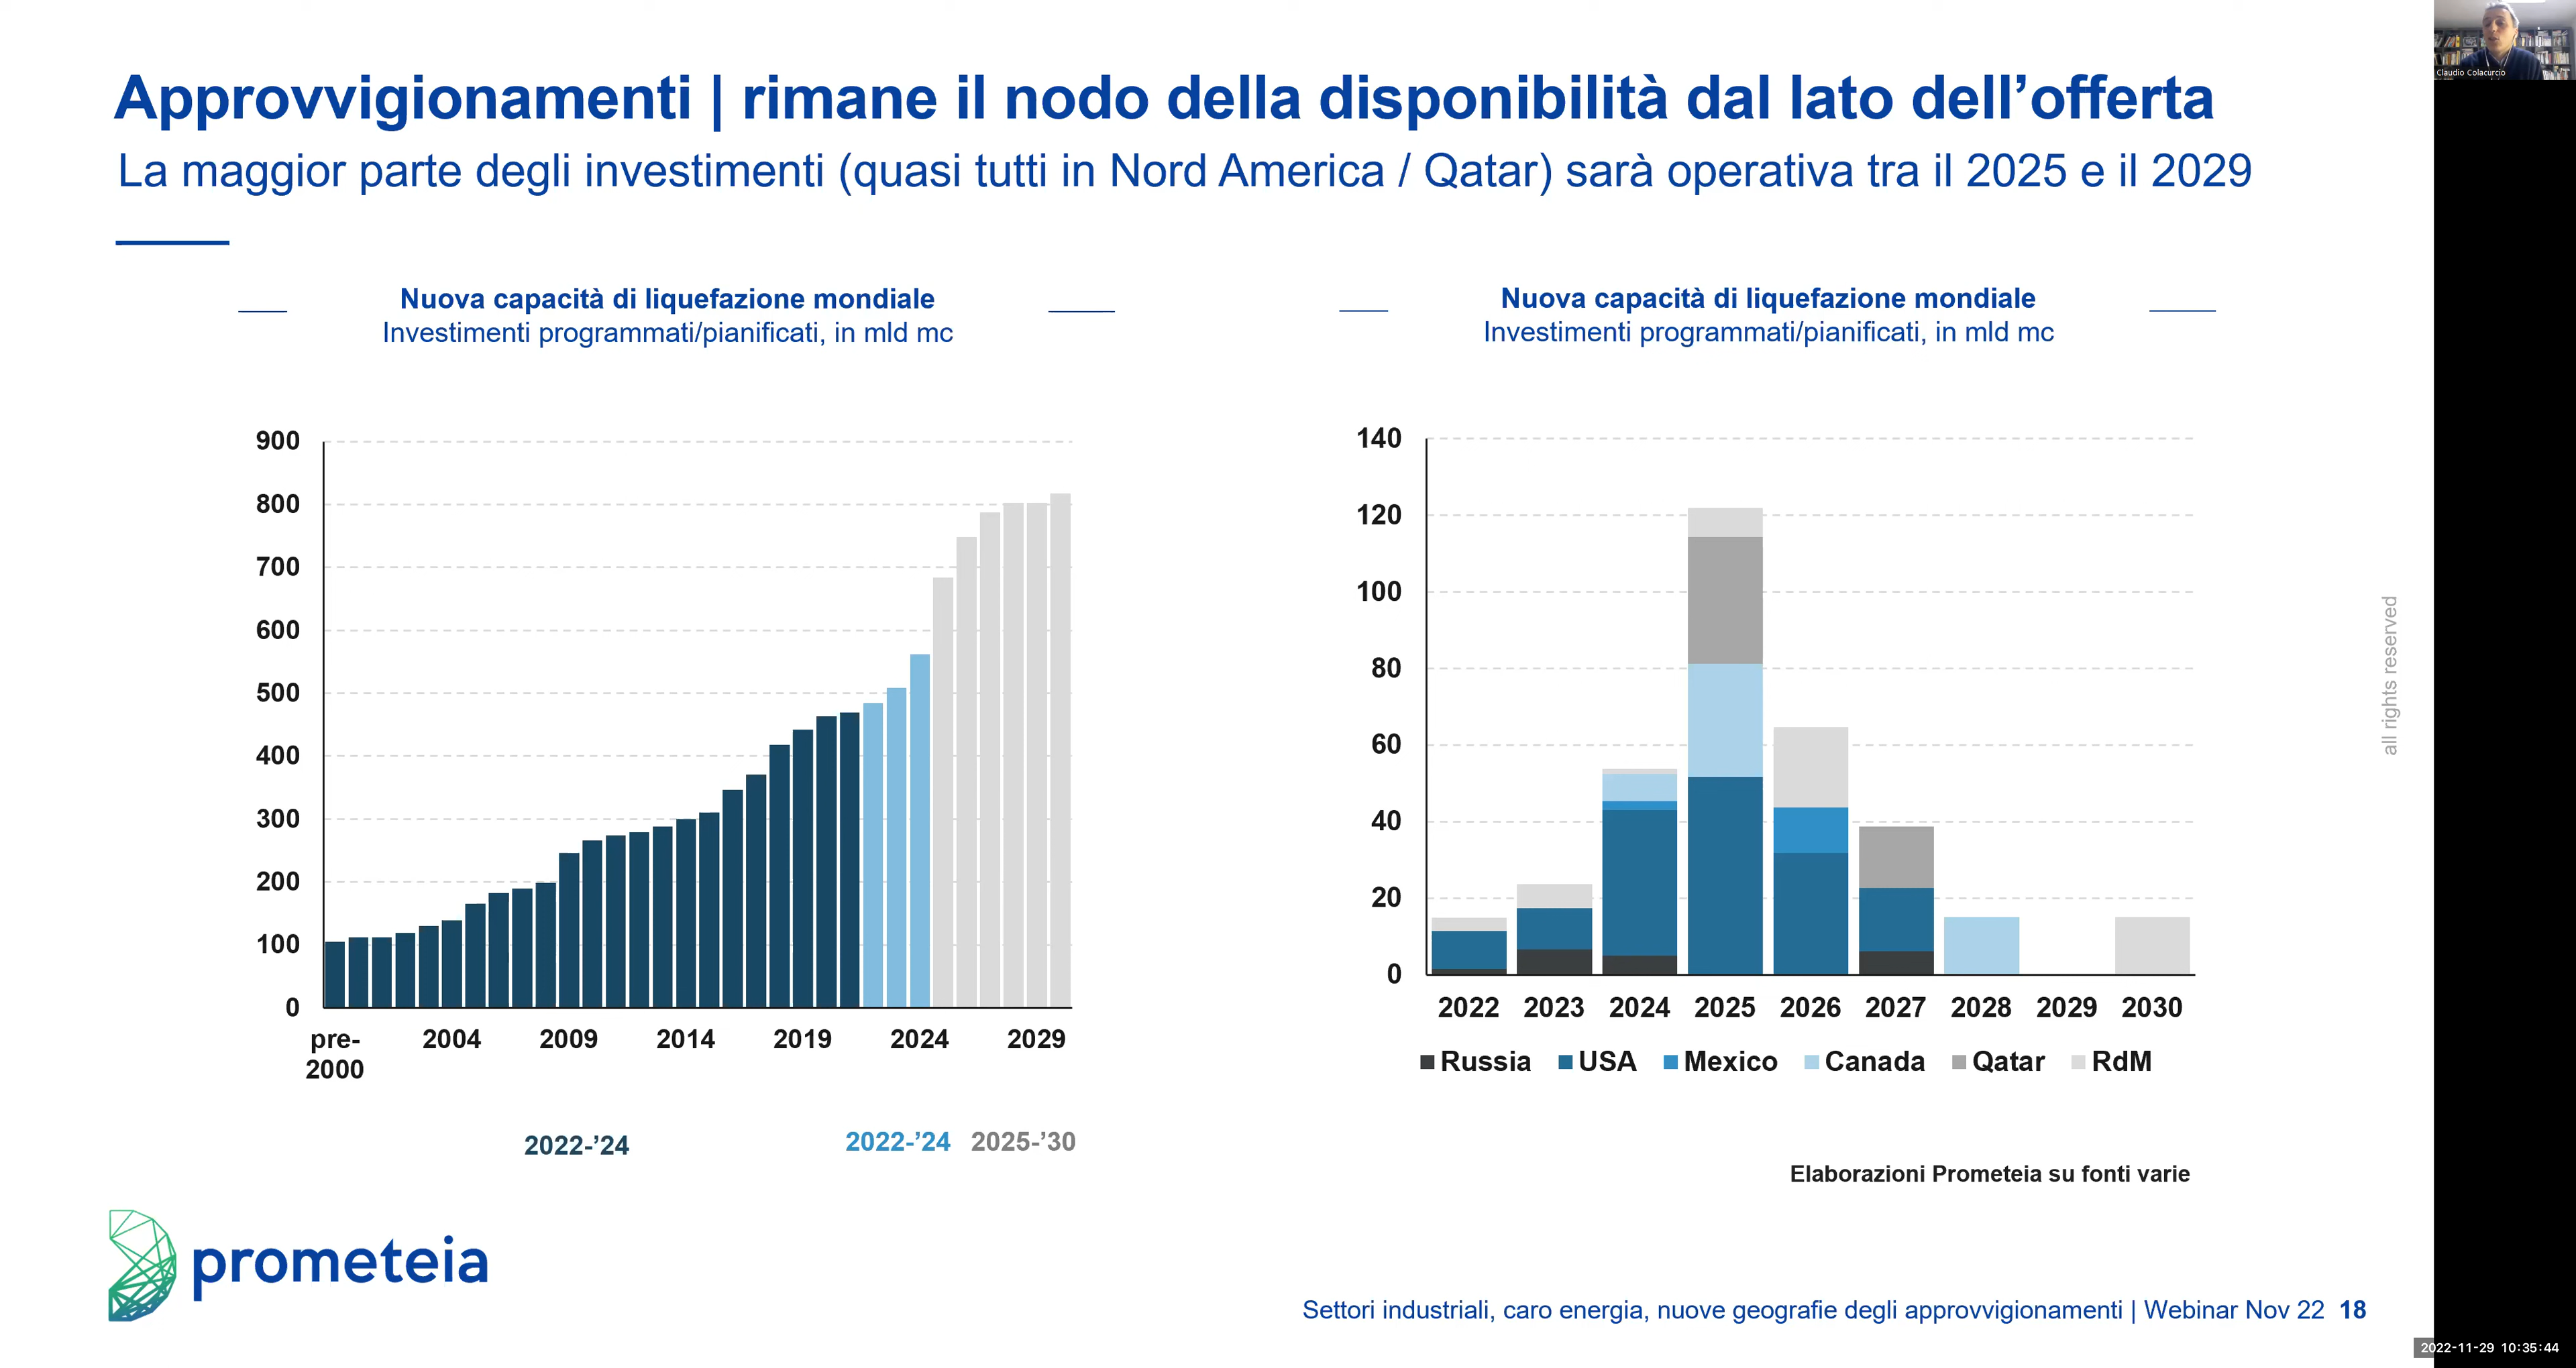 Claudio Colacurcio
Approvvigionamenti | rimane il nodo della disponibilità dal lato dell’offerta
La maggior parte degli investimenti (quasi tutti in Nord America / Qatar) sarà operativa tra il 2025 e il 2029
Nuova capacità di liquefazione mondiale
Investimenti programmati/pianificati, in mld mc
900
800
700
600
500
400
300
200
100
0
pre-
2000
2004
2009
2014
2019
2024
2029
2022-’24
2022-’24
2025-’30
Nuova capacità di liquefazione mondiale
Investimenti programmati/pianificati, in mld mc
140
120
100
80
60
40
20
0
2022
2023
2024
2025
2026
2027
2028
2029
2030
Russia
USA
Mexico
Canada
Qatar
RdM
all rights reserved
Elaborazioni Prometeia su fonti varie
prometeia
Settori industriali, caro energia, nuove geografie degli approvvigionamenti | Webinar Nov 22 18
2022-11-29 10:35:44